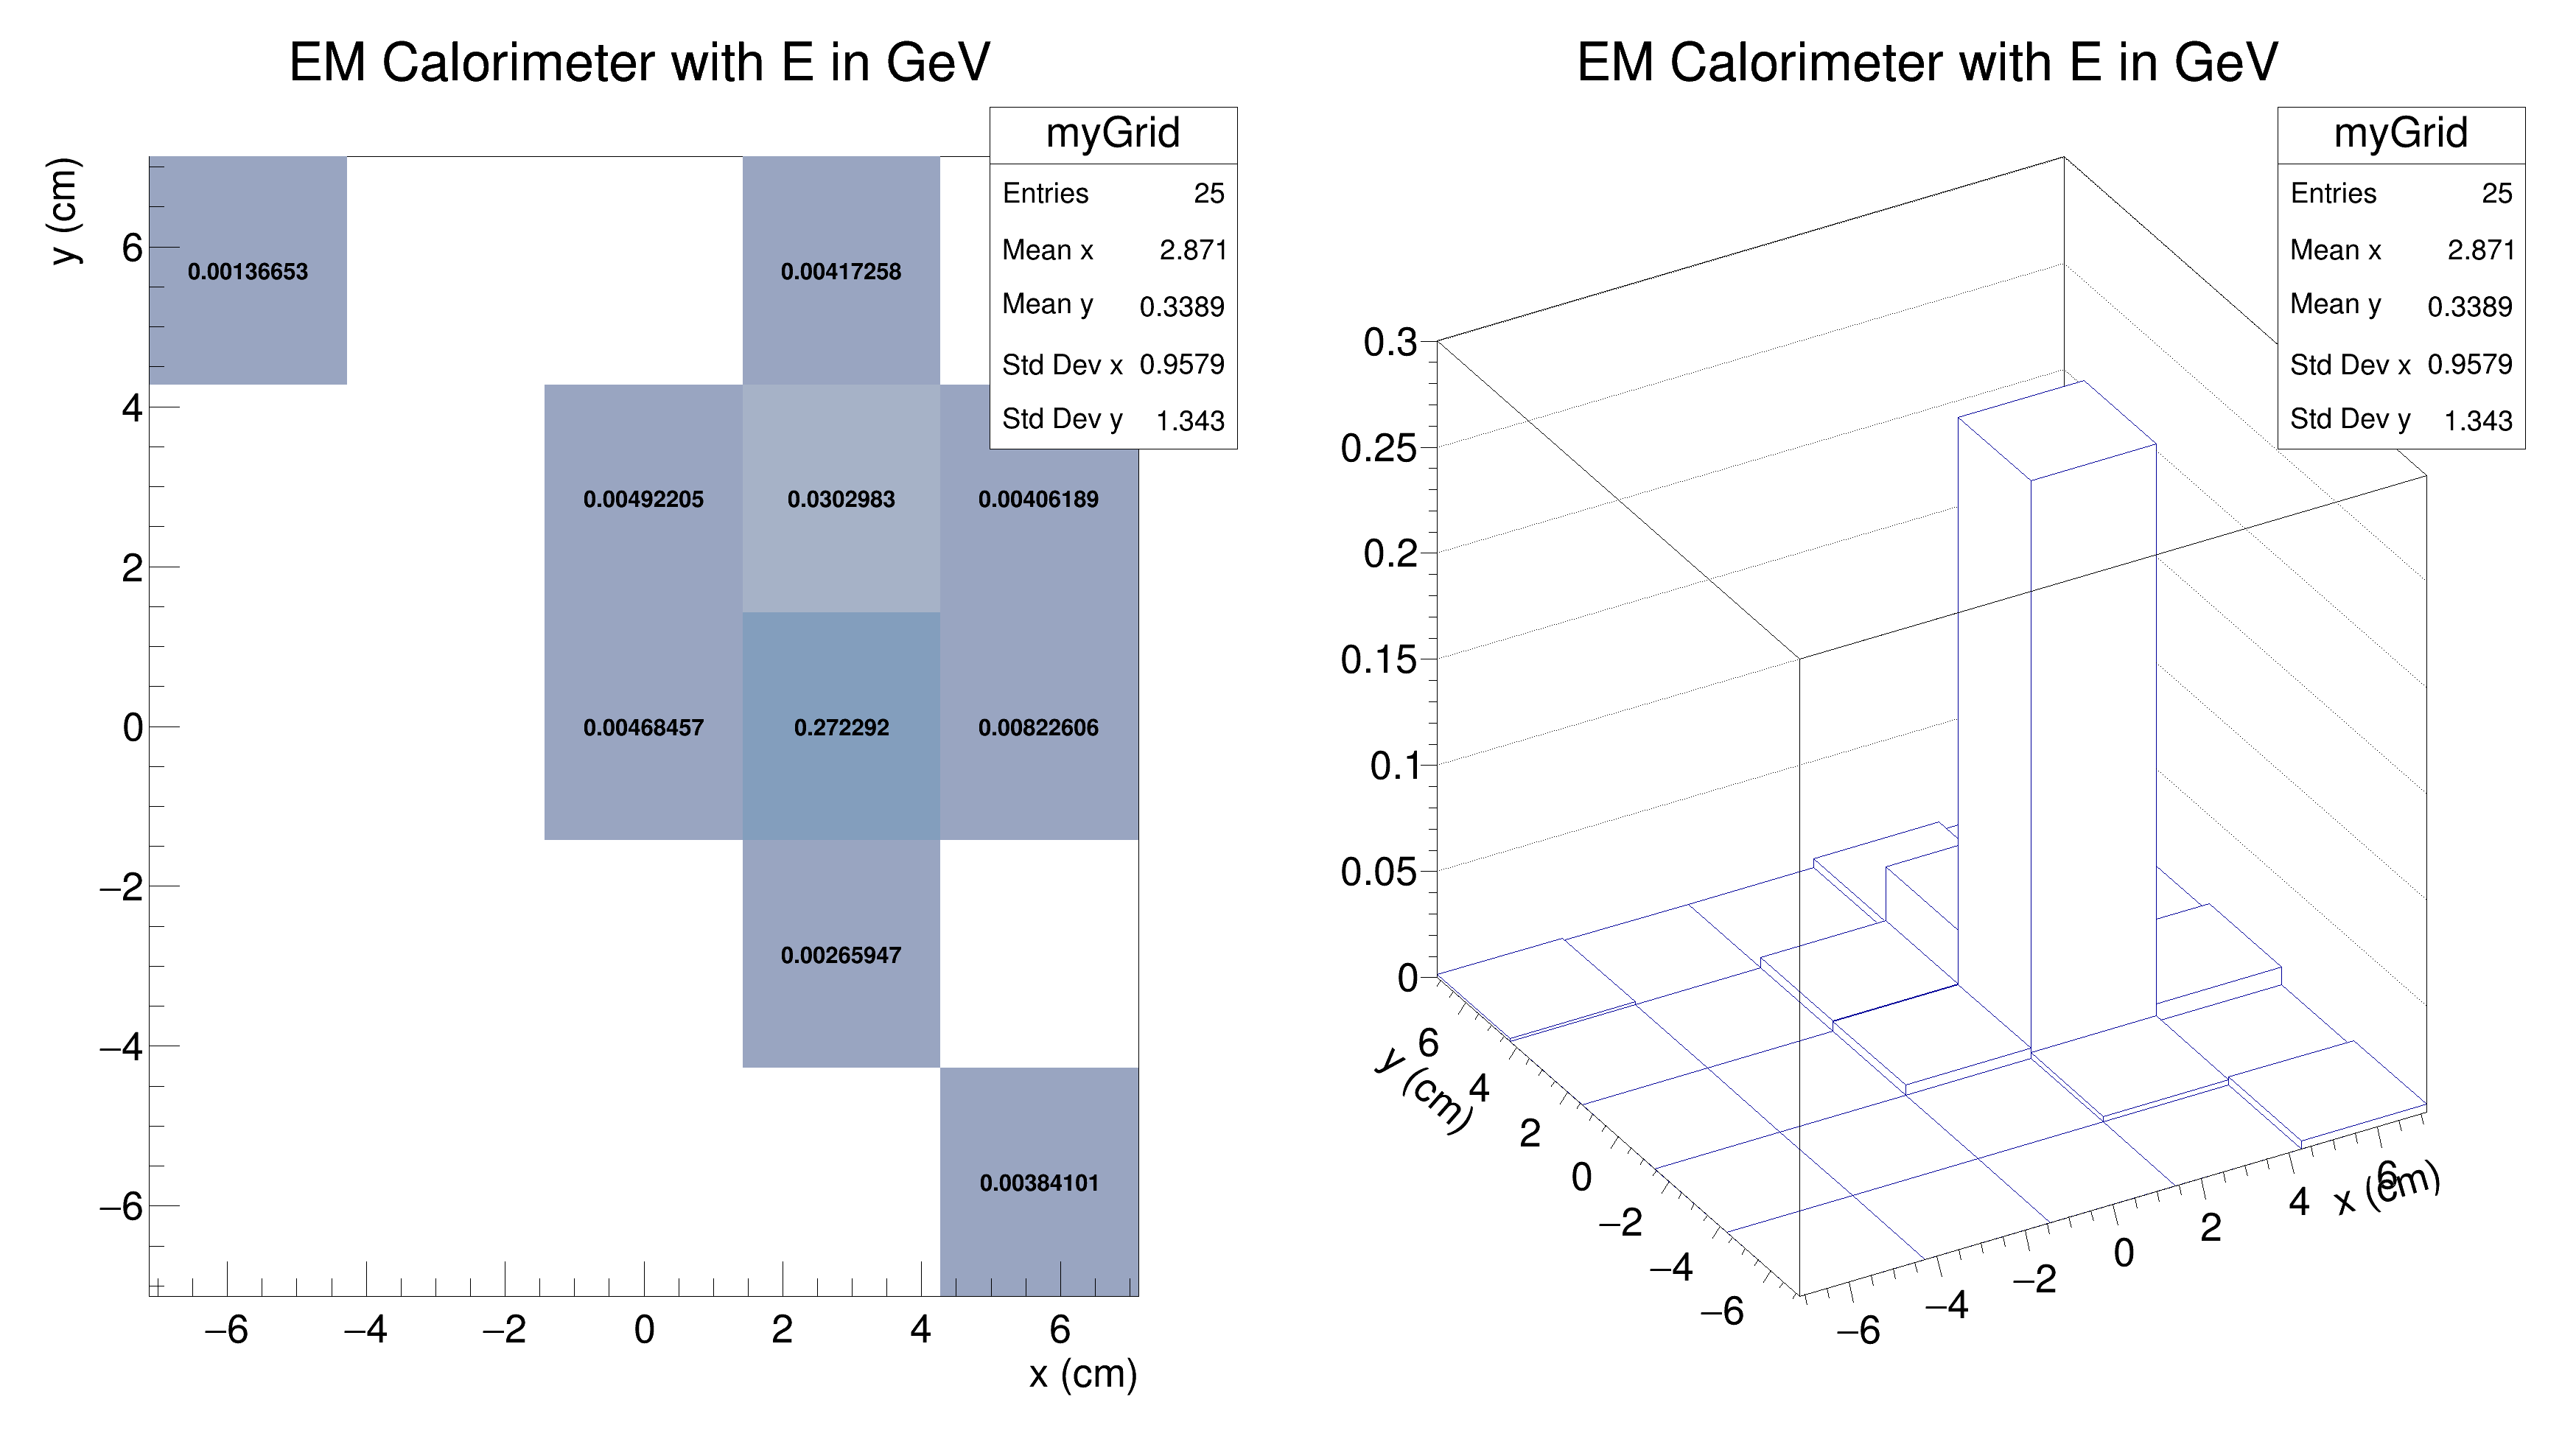 EM Calorimeter with E in GeV
myGrid
Entries 25
Mean x 2.871
Mean y 0.3389
Std Dev x 0.9579
Std Dev y 1.343
y (cm)
6
4
2
0
−2
−4
−6
0.00136653
0.00417258
0.00492205
0.0302983
0.00406189
0.00468457
0.272292
0.00822606
0.00265947
0.00384101
−6
−4
−2
0
2
4
6
x (cm)
EM Calorimeter with E in GeV
myGrid
Entries 25
Mean x 2.871
Mean y 0.3389
Std Dev x 0.9579
Std Dev y 1.343
0.3
0.25
0.2
0.15
0.1
0.05
0
y (cm)
6
4
2
0
−2
−4
−6
−6
−4
−2
0
2
4
6
x (cm)